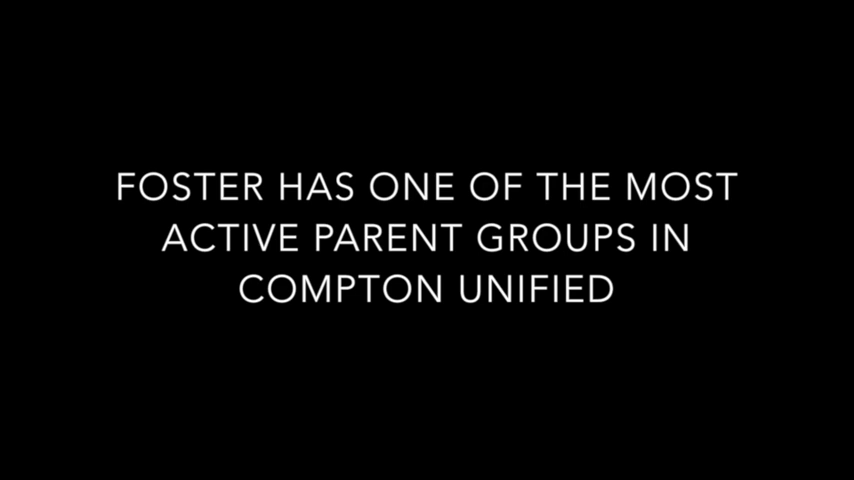 FOSTER HAS ONE OF THE MOST
ACTIVE PARENT GROUPS IN
COMPTON UNIFIED